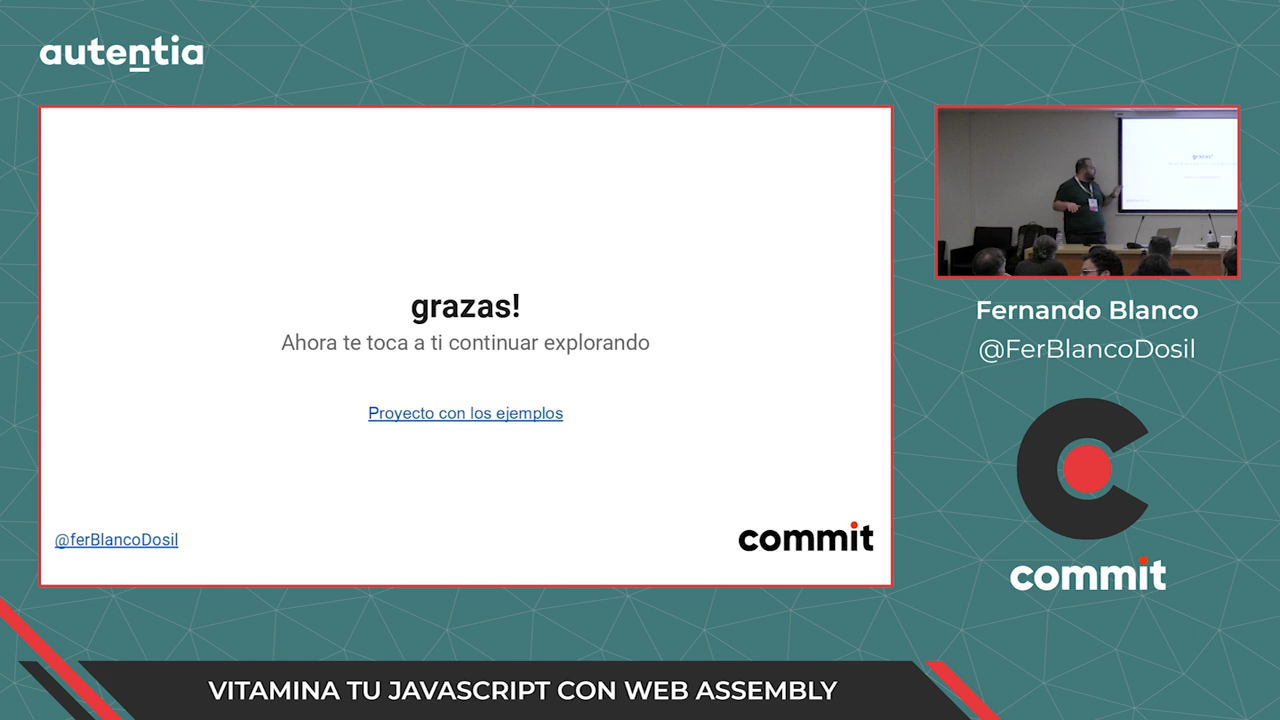 autentia
grazas!
Ahora te toca a ti continuar explorando
Proyecto con los ejemplos
@ferBlancoDosil
commit
grazas!
Fernando Blanco
@FerBlancoDosil
commit
VITAMINA TU JAVASCRIPT CON WEB ASSEMBLY